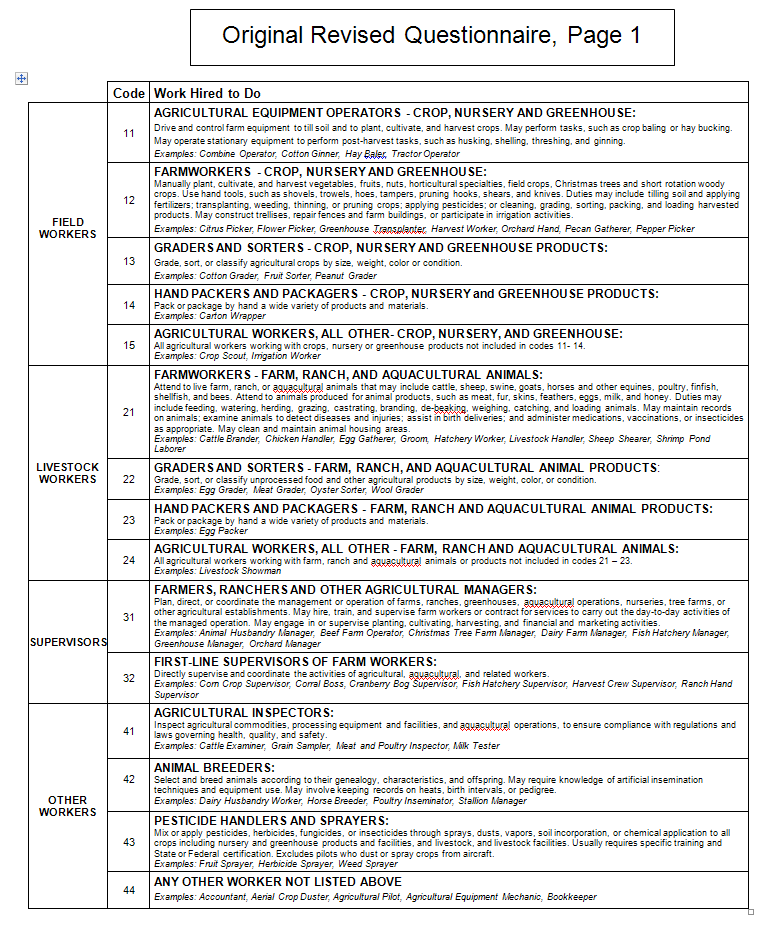 Original Revised Questionnaire, Page 1
Code Work Hired to Do
FIELD
WORKERS
11
AGRICULTURAL EQUIPMENT OPERATORS - CROP, NURSERY AND GREENHOUSE:
Drive and control farm equipment to till soil and to plant, cultivate, and harvest crops. May perform tasks, such as crop baling or hay bucking.
May operate stationary equipment to perform post-harvest tasks, such as husking, shelling, threshing, and ginning.
Examples: Combine Operator, Cotton Ginner, Hay Baler, Tractor Operator
12
FARMWORKERS - CROP, NURSERY AND GREENHOUSE:
Manually plant, cultivate, and harvest vegetables, fruits, nuts, horticultural specialties, field crops, Christmas trees and short rotation woody
crops. Use hand tools, such as shovels, trowels, hoes, tampers, pruning hooks, shears, and knives. Duties may include tilling soil and applying
fertilizers; transplanting, weeding, thinning, or pruning crops; applying pesticides; or cleaning, grading, sorting, packing, and loading harvested
products. May construct trellises, repair fences and farm buildings, or participate in irrigation activities.
Examples: Citrus Picker, Flower Picker, Greenhouse Transplanter, Harvest Worker, Orchard Hand, Pecan Gatherer, Pepper Picker
13
GRADERS AND SORTERS - CROP, NURSERY AND GREENHOUSE PRODUCTS:
Grade, sort, or classify agricultural crops by size, weight, color or condition.
Examples: Cotton Grader, Fruit Sorter, Peanut Grader
14
HAND PACKERS AND PACKAGERS - CROP, NURSERY and GREENHOUSE PRODUCTS:
Pack or package by hand a wide variety of products and materials.
Examples: Carton Wrapper
15
AGRICULTURAL WORKERS, ALL OTHER- CROP, NURSERY, AND GREENHOUSE:
All agricultural workers working with crops, nursery or greenhouse products not included in codes 11- 14.
Examples: Crop Scout, Irrigation Worker
LIVESTOCK
WORKERS
21
FARMWORKERS - FARM, RANCH, AND AQUACULTURAL ANIMALS:
Attend to live farm, ranch, or aquacultural animals that may include cattle, sheep, swine, goats, horses and other equines, poultry, finfish,
shellfish, and bees. Attend to animals produced for animal products, such as meat, fur, skins, feathers, eggs, milk, and honey. Duties may
include feeding, watering, herding, grazing, castrating, branding, de-beaking, weighing, catching, and loading animals. May maintain records
on animals; examine animals to detect diseases and injuries; assist in birth deliveries; and administer medications, vaccinations, or insecticides
as appropriate. May clean and maintain animal housing areas.
Examples: Cattle Brander, Chicken Handler, Egg Gatherer, Groom, Hatchery Worker, Livestock Handler, Sheep Shearer, Shrimp Pond
Laborer
22
GRADERS AND SORTERS - FARM, RANCH, AND AQUACULTURAL ANIMAL PRODUCTS:
Grade, sort, or classify unprocessed food and other agricultural products by size, weight, color, or condition.
Examples: Egg Grader, Meat Grader, Oyster Sorter, Wool Grader
23
HAND PACKERS AND PACKAGERS - FARM, RANCH AND AQUACULTURAL ANIMAL PRODUCTS:
Pack or package by hand a wide variety of products and materials.
Examples: Egg Packer
24
AGRICULTURAL WORKERS, ALL OTHER - FARM, RANCH AND AQUACULTURAL ANIMALS:
All agricultural workers working with farm, ranch and aquacultural animals or products not included in codes 21 – 23.
Examples: Livestock Showman
SUPERVISORS
31
FARMERS, RANCHERS AND OTHER AGRICULTURAL MANAGERS:
Plan, direct, or coordinate the management or operation of farms, ranches, greenhouses, aquacultural operations, nurseries, tree farms, or
other agricultural establishments. May hire, train, and supervise farm workers or contract for services to carry out the day-to-day activities of
the managed operation. May engage in or supervise planting, cultivating, harvesting, and financial and marketing activities.
Examples: Animal Husbandry Manager, Beef Farm Operator, Christmas Tree Farm Manager, Dairy Farm Manager, Fish Hatchery Manager,
Greenhouse Manager, Orchard Manager
32
FIRST-LINE SUPERVISORS OF FARM WORKERS:
Directly supervise and coordinate the activities of agricultural, aquacultural, and related workers.
Examples: Corn Crop Supervisor, Corral Boss, Cranberry Bog Supervisor, Fish Hatchery Supervisor, Harvest Crew Supervisor, Ranch Hand
Supervisor
OTHER
WORKERS
41
AGRICULTURAL INSPECTORS:
Inspect agricultural commodities, processing equipment and facilities, and aquacultural operations, to ensure compliance with regulations and
laws governing health, quality, and safety.
Examples: Cattle Examiner, Grain Sampler, Meat and Poultry Inspector, Milk Tester
42
ANIMAL BREEDERS:
Select and breed animals according to their genealogy, characteristics, and offspring. May require knowledge of artificial insemination
techniques and equipment use. May involve keeping records on heats, birth intervals, or pedigree.
Examples: Dairy Husbandry Worker, Horse Breeder, Poultry Inseminator, Stallion Manager
43
PESTICIDE HANDLERS AND SPRAYERS:
Mix or apply pesticides, herbicides, fungicides, or insecticides through sprays, dusts, vapors, soil incorporation, or chemical application to all
crops including nursery and greenhouse products and facilities, and livestock, and livestock facilities. Usually requires specific training and
State or Federal certification. Excludes pilots who dust or spray crops from aircraft.
Examples: Fruit Sprayer, Herbicide Sprayer, Weed Sprayer
44
ANY OTHER WORKER NOT LISTED ABOVE
Examples: Accountant, Aerial Crop Duster, Agricultural Pilot, Agricultural Equipment Mechanic, Bookkeeper